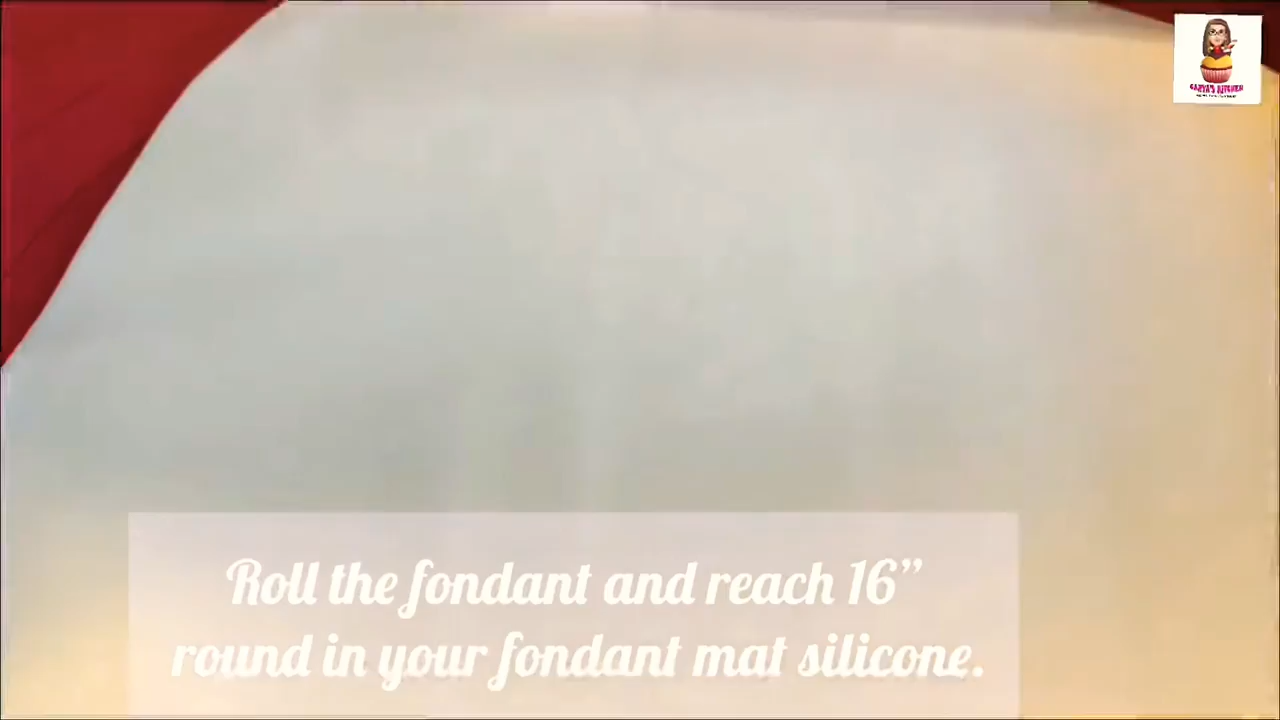 Roll the fondant and reach 16”
round in your fondant mat silicone.